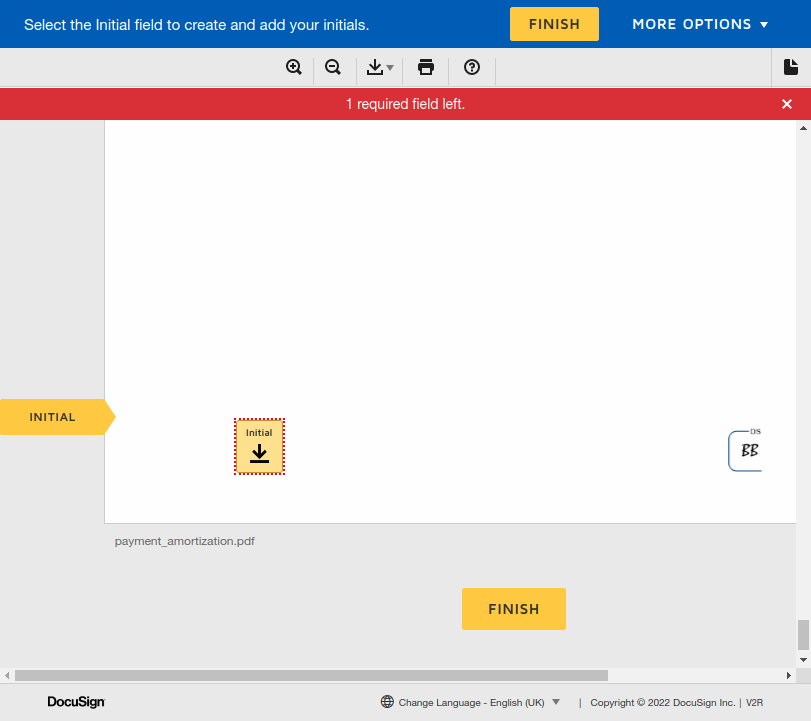 Select the Initial field to create and add your initials.
FINISH
MORE OPTIONS
1 required field left.
INITIAL
Initial
DS
BB
payment_amortization.pdf
FINISH
DocuSign
Change Language - English (UK) | Copyright © 2022 DocuSign Inc. | V2R